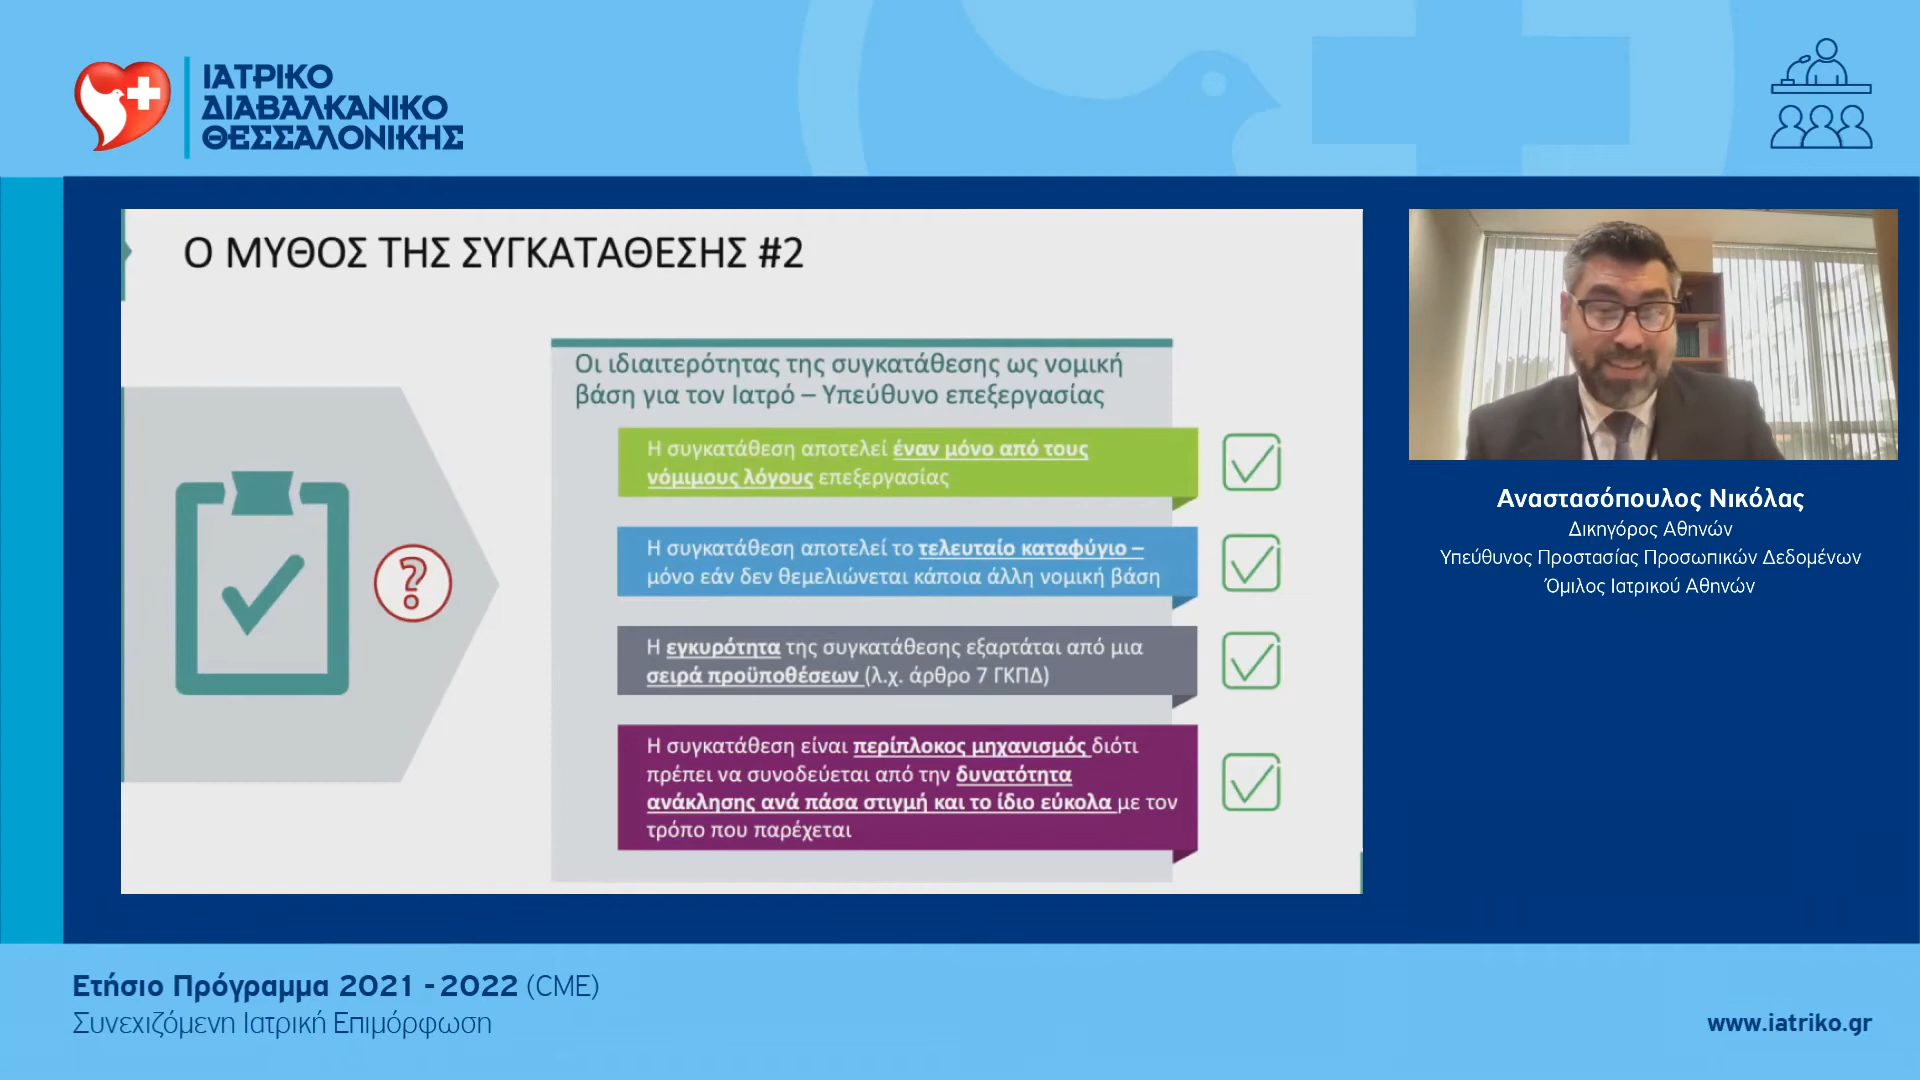 ΙΑΤΡΙΚΟ
ΔΙΑΒΑΛΚΑΝΙΚΟ
ΘΕΣΣΑΛΟΝΙΚΗΣ
Ο ΜΥΘΟΣ ΤΗΣ ΣΥΓΚΑΤΑΘΕΣΗΣ #2
?
Οι ιδιαιτερότητας της συγκατάθεσης ως νομική
βάση για τον Ιατρό – Υπεύθυνο επεξεργασίας
Η συγκατάθεση αποτελεί έναν μόνο από τους
νόμιμους λόγους επεξεργασίας
Η συγκατάθεση αποτελεί το τελευταίο καταφύγιο –
μόνο εάν δεν θεμελιώνεται κάποια άλλη νομική βάση
Η εγκυρότητα της συγκατάθεσης εξαρτάται από μια
σειρά προϋποθέσεων (λ.χ. άρθρο 7 ΓΚΠΔ)
Η συγκατάθεση είναι περίπλοκος μηχανισμός διότι
πρέπει να συνοδεύεται από την δυνατότητα
ανάκλησης ανά πάσα στιγμή και το ίδιο εύκολα με τον
τρόπο που παρέχεται
Αναστασόπουλος Νικόλας
Δικηγόρος Αθηνών
Υπεύθυνος Προστασίας Προσωπικών Δεδομένων
Όμιλος Ιατρικού Αθηνών
Ετήσιο Πρόγραμμα 2021 - 2022 (CME)
Συνεχιζόμενη Ιατρική Επιμόρφωση
www.iatriko.gr